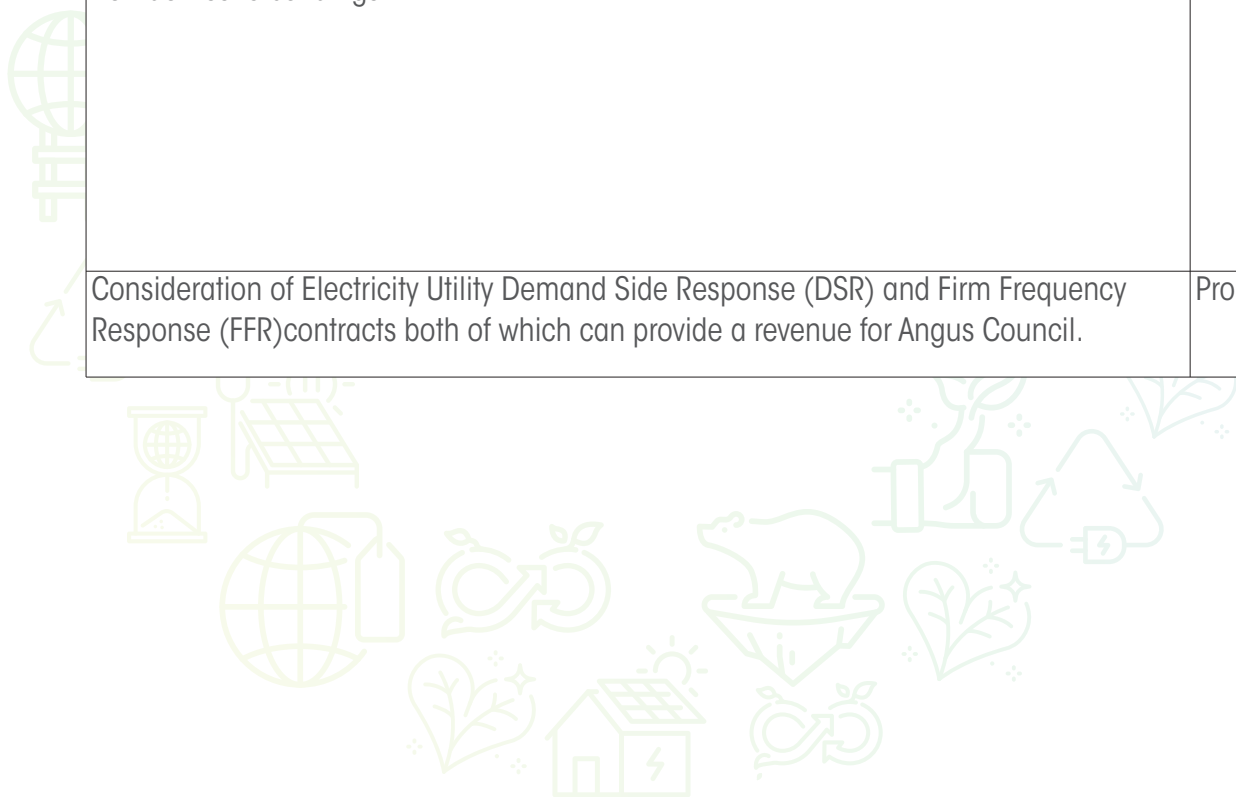 Consideration of Electricity Utility Demand Side Response (DSR) and Firm Frequency
Response (FFR)contracts both of which can provide a revenue for Angus Council.
Pro